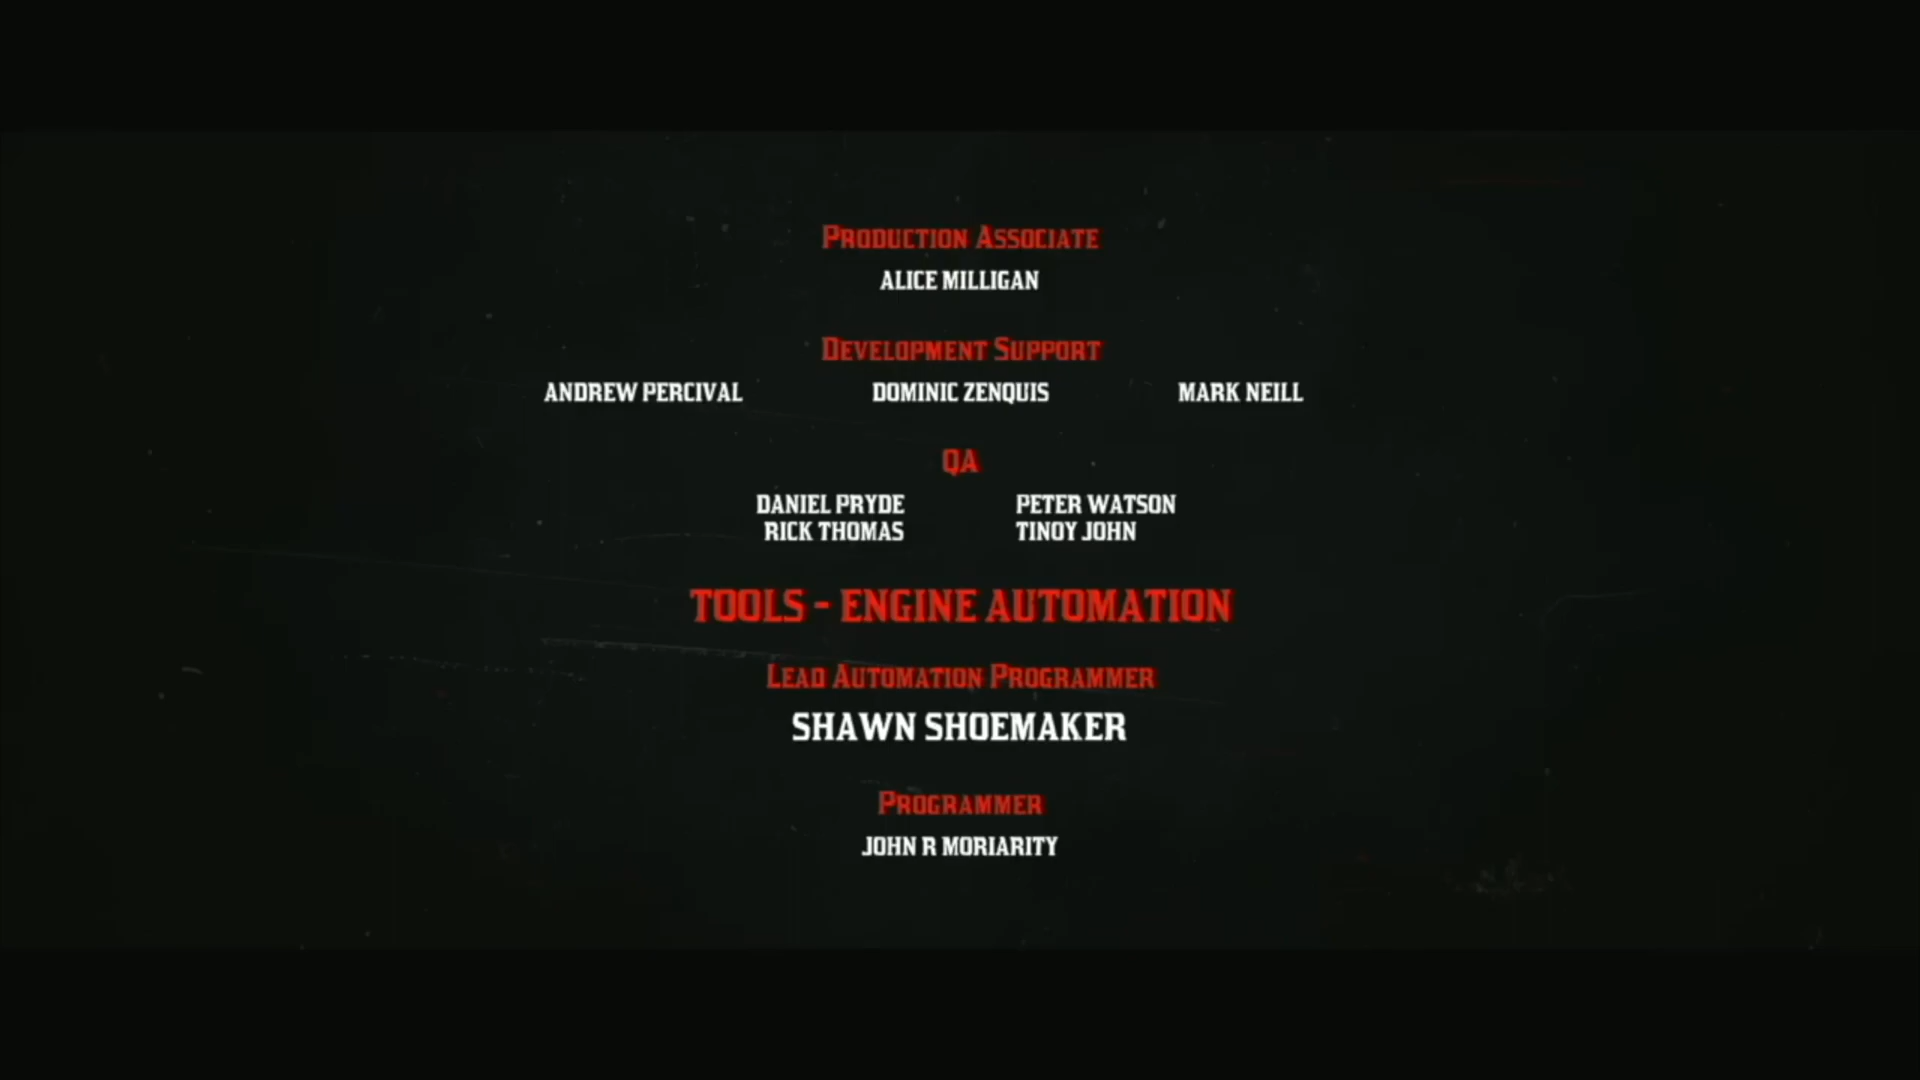 PRODUCTION ASSOCIATE
ALICE MILLIGAN
DEVELOPMENT SUPPORT
ANDREW PERCIVAL DOMINIC ZENQUIS MARK NEILL
QA
DANIEL PRYDE PETER WATSON
RICK THOMAS TINOY JOHN
TOOLS - ENGINE AUTOMATION
LEAD AUTOMATION PROGRAMMER
SHAWN SHOEMAKER
PROGRAMMER
JOHN R MORIARITY